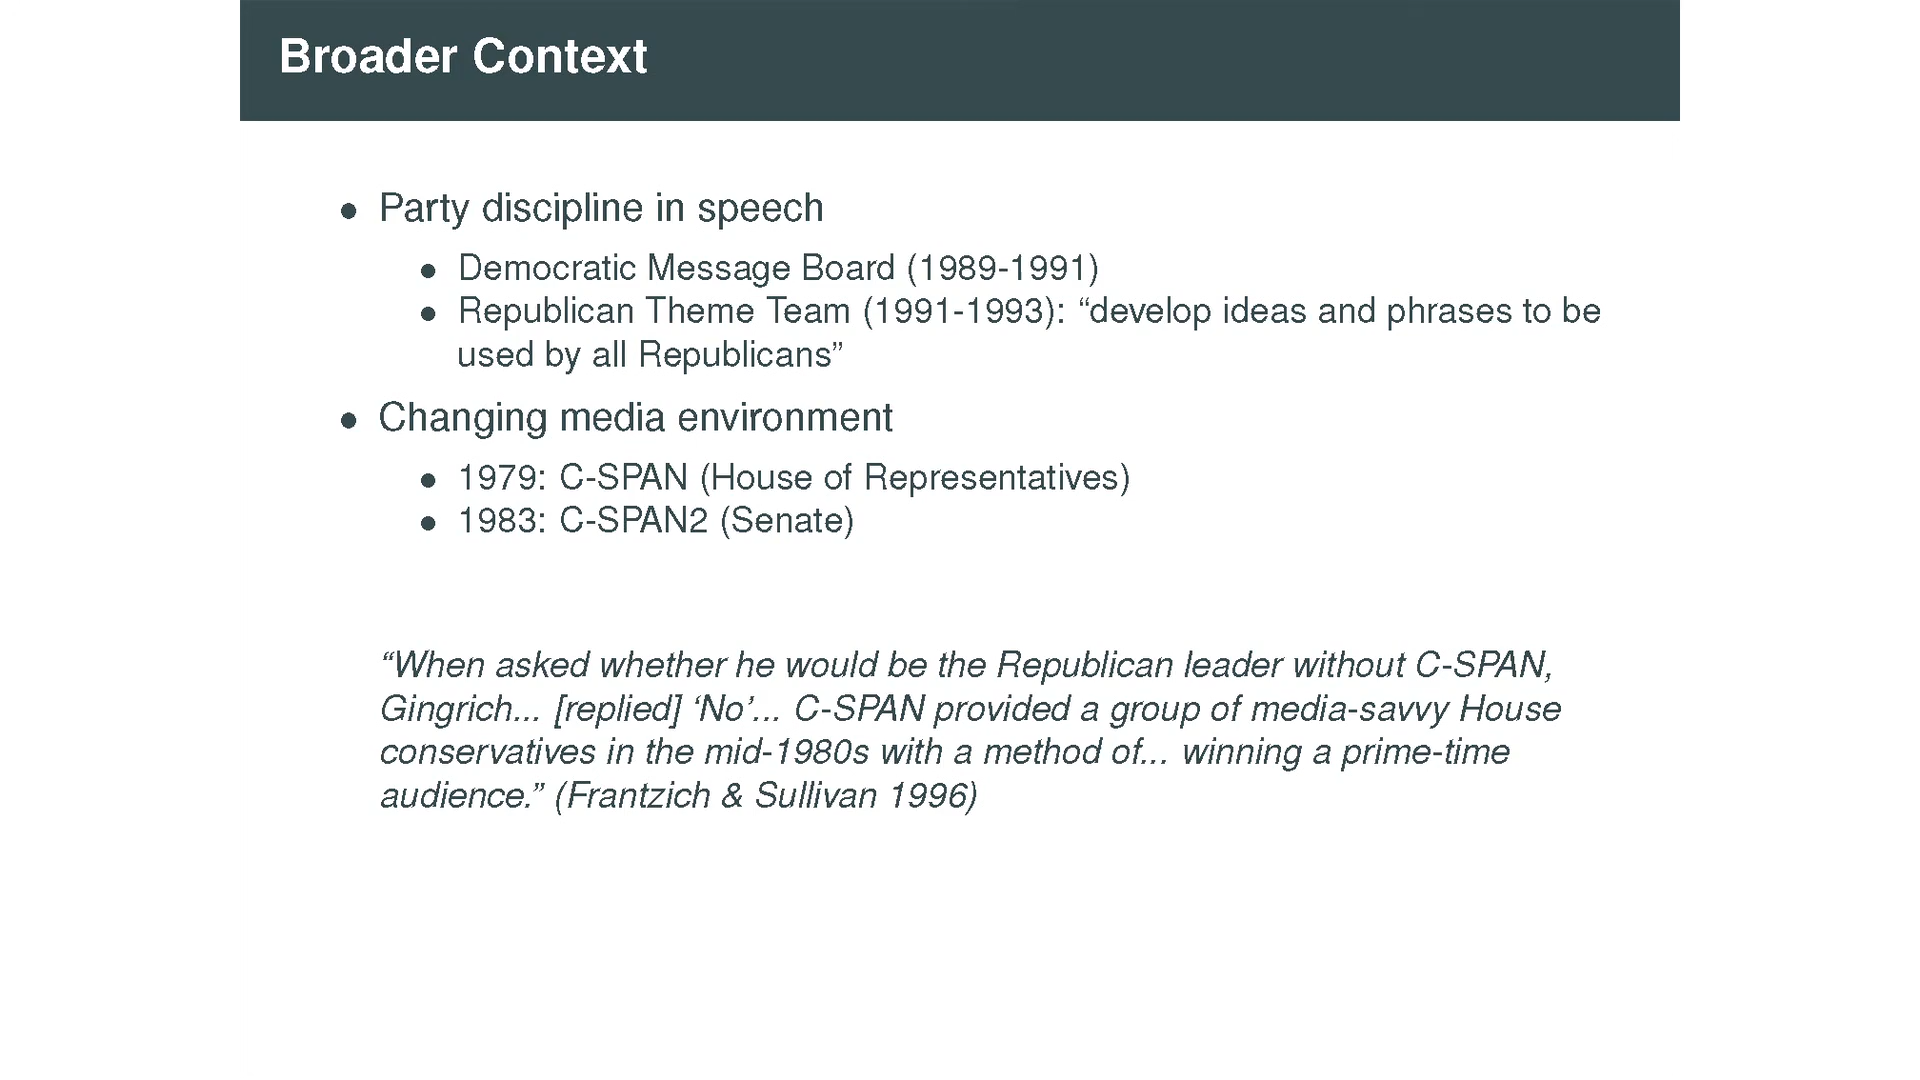 Broader Context
• Party discipline in speech
• Democratic Message Board (1989-1991)
• Republican Theme Team (1991-1993): “develop ideas and phrases to be
used by all Republicans”
• Changing media environment
• 1979: C-SPAN (House of Representatives)
• 1983: C-SPAN2 (Senate)
“When asked whether he would be the Republican leader without C-SPAN,
Gingrich... [replied] ‘No’... C-SPAN provided a group of media-savvy House
conservatives in the mid-1980s with a method of... winning a prime-time
audience.” (Frantzich & Sullivan 1996)